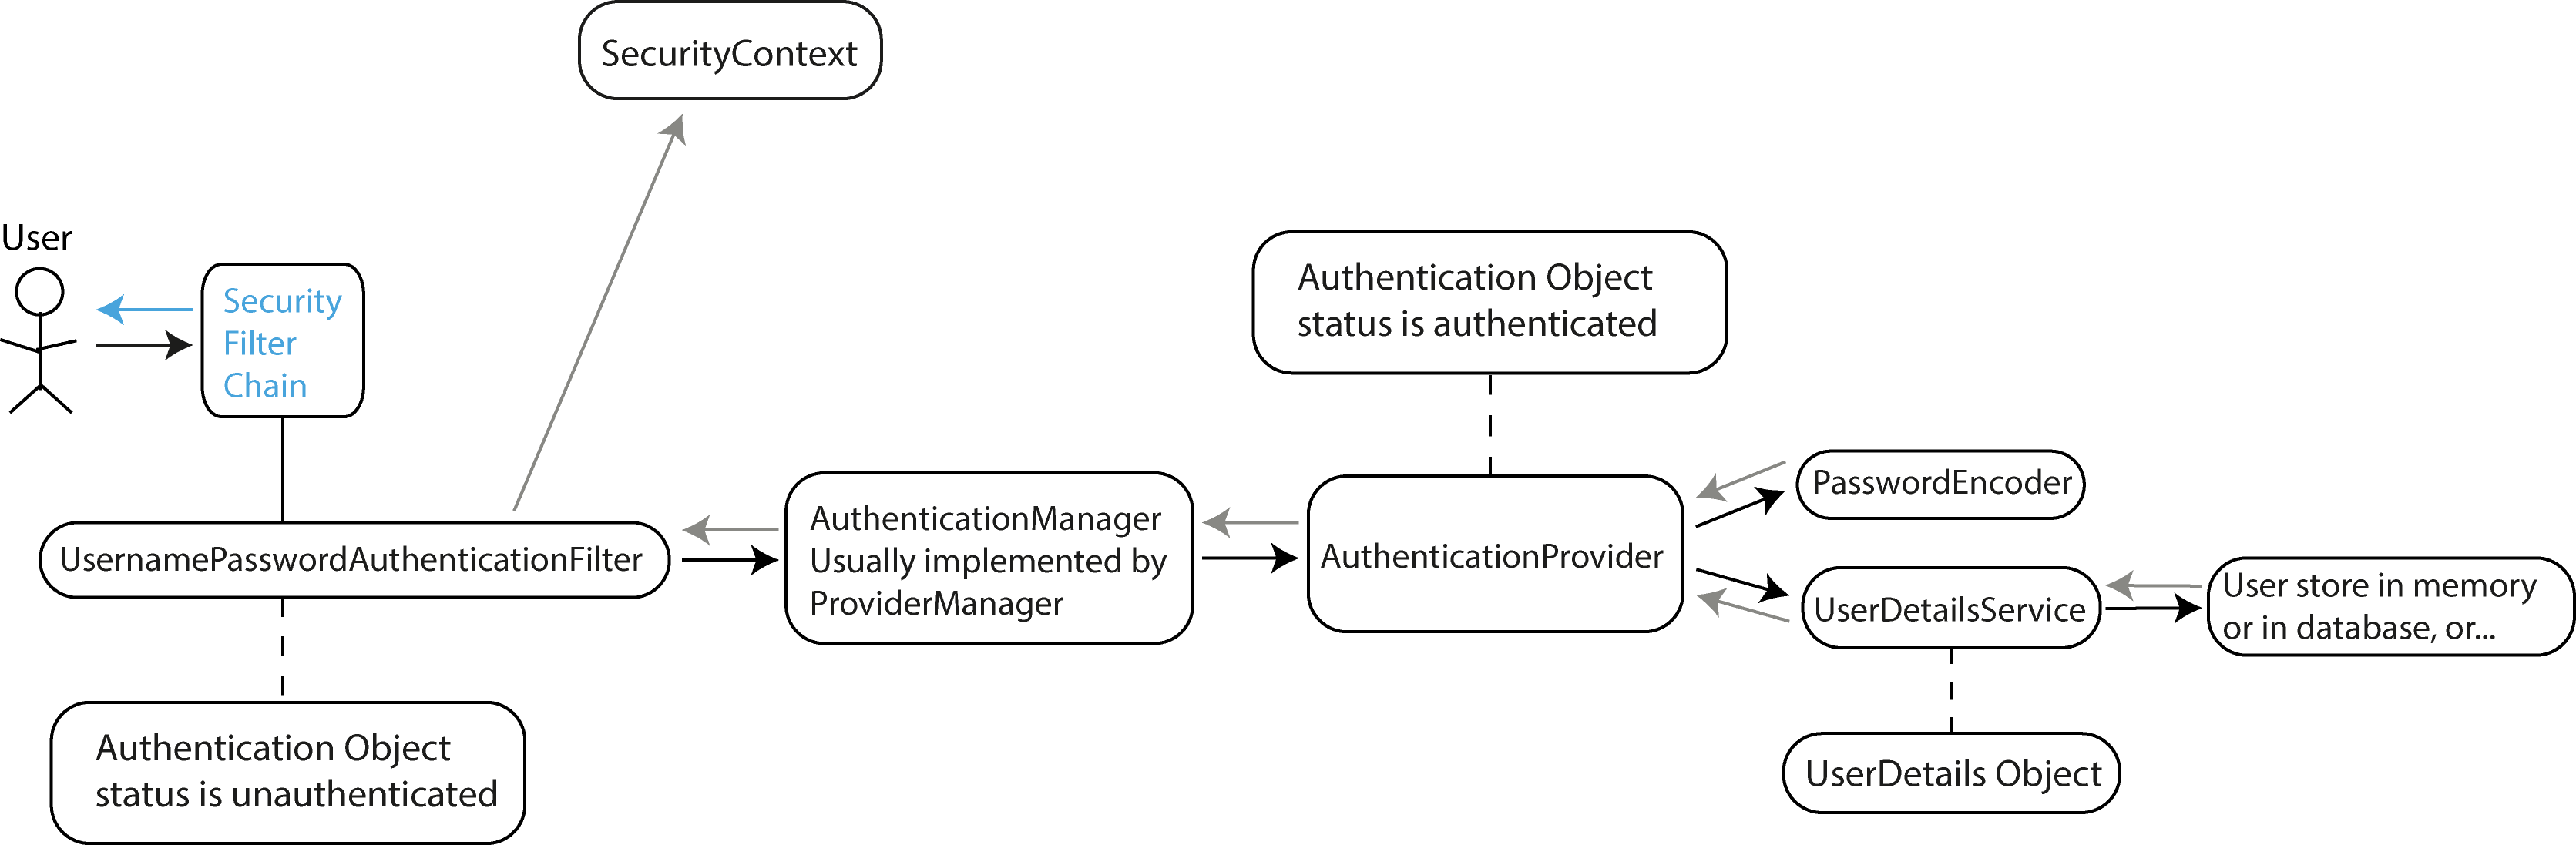 SecurityContext
User
Security
Filter
Chain
Authentication Object
status is authenticated
UsernamePasswordAuthenticationFilter
AuthenticationManager
Usually implemented by
ProviderManager
AuthenticationProvider
PasswordEncoder
UserDetailsService
User store in memory
or in database, or...
Authentication Object
status is unauthenticated
UserDetails Object